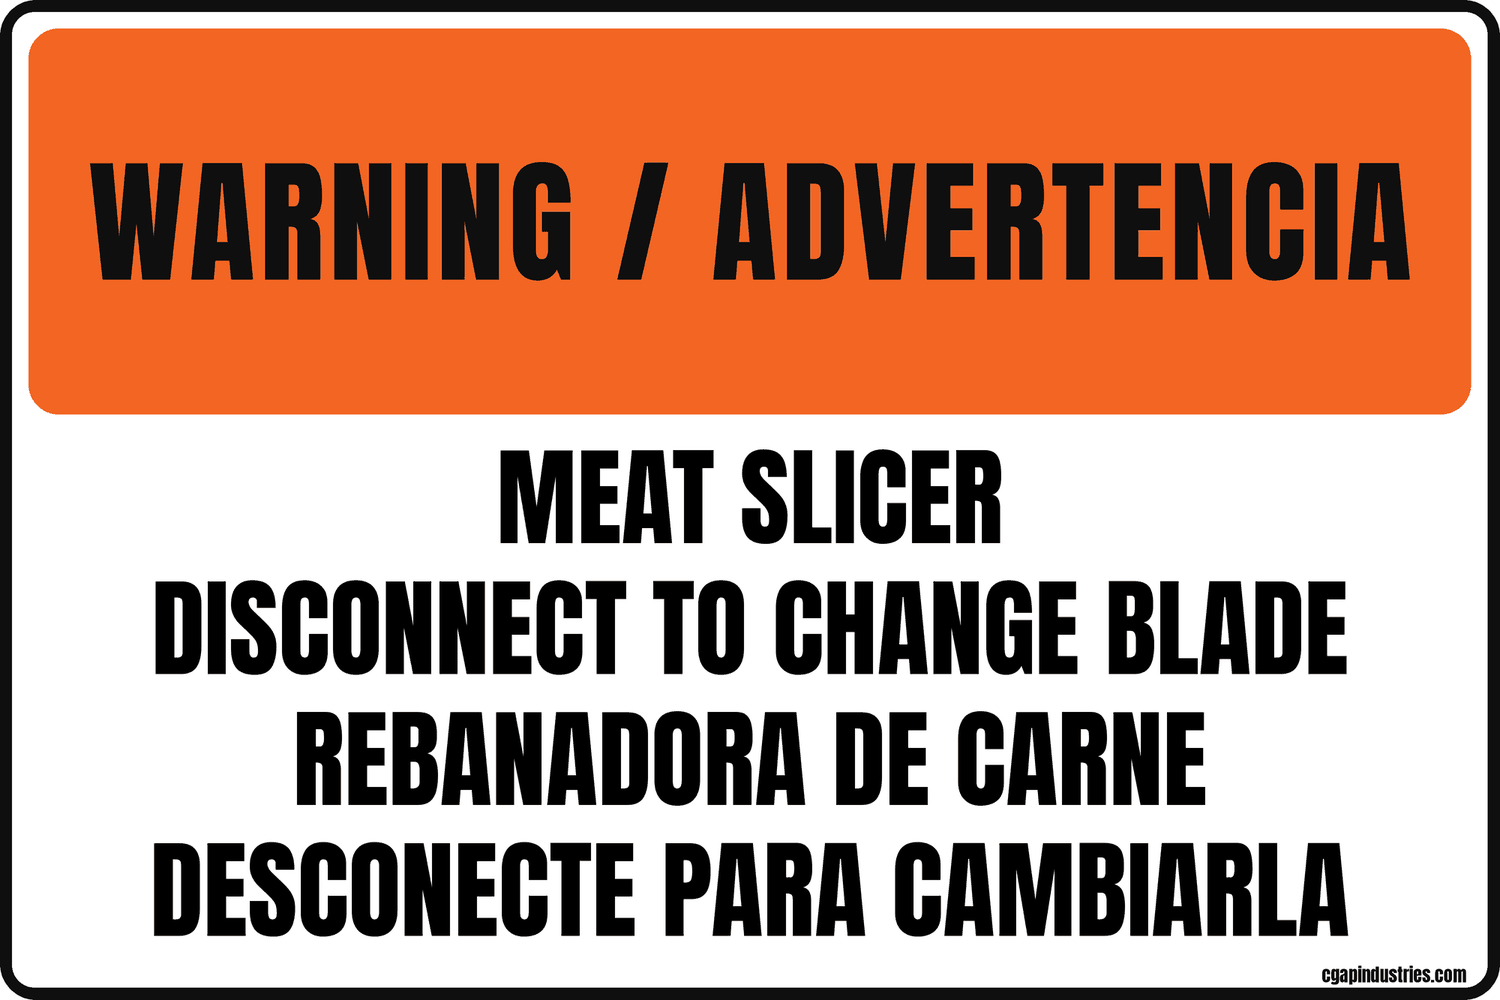 WARNING / ADVERTENCIA
MEAT SLICER
DISCONNECT TO CHANGE BLADE
REBANADORA DE CARNE
DESCONECTE PARA CAMBIARLA
cgapindustries.com